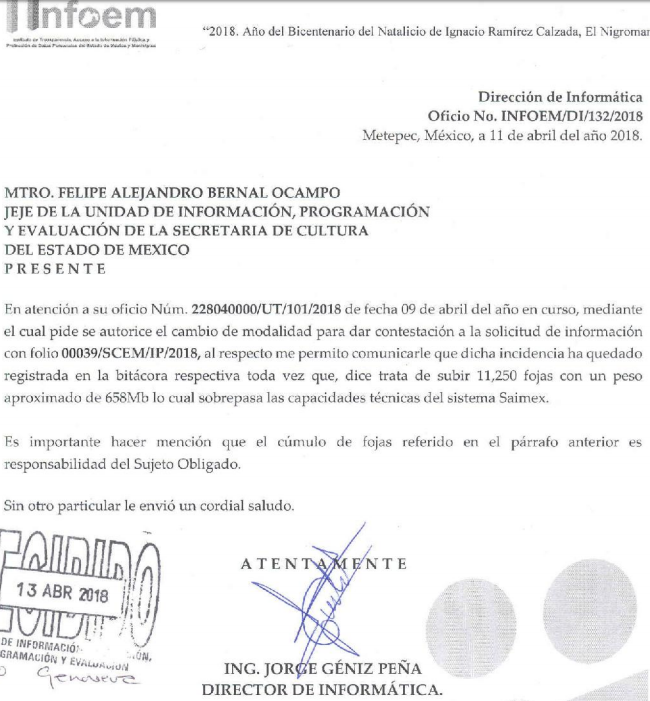 Infoem
Instituto de Transparencia, Acceso a la Información Pública y
Protección de Datos Personales del Estado de México y Municipios
“2018. Año del Bicentenario del Natalicio de Ignacio Ramírez Calzada, El Nigroman
Dirección de Informática
Oficio No. INFOEM/DI/132/2018
Metepec, México, a 11 de abril del año 2018.
MTRO. FELIPE ALEJANDRO BERNAL OCAMPO
JEJE DE LA UNIDAD DE INFORMACIÓN, PROGRAMACIÓN
Y EVALUACIÓN DE LA SECRETARIA DE CULTURA
DEL ESTADO DE MEXICO
P R E S E N T E
En atención a su oficio Núm. 228040000/UT/101/2018 de fecha 09 de abril del año en curso, mediante
el cual pide se autorice el cambio de modalidad para dar contestación a la solicitud de información
con folio 00039/SCEM/IP/2018, al respecto me permito comunicarle que dicha incidencia ha quedado
registrada en la bitácora respectiva toda vez que, dice trata de subir 11,250 fojas con un peso
aproximado de 658Mb lo cual sobrepasa las capacidades técnicas del sistema Saimex.
Es importante hacer mención que el cúmulo de fojas referido en el párrafo anterior es
responsabilidad del Sujeto Obligado.
Sin otro particular le envió un cordial saludo.
A T E N T A M E N T E
13 ABR 2018
DE INFORMACIÓN,
GRAMACIÓN Y EVALUACIÓN
Genoveve
ING. JORGE GÉNIZ PEÑA
DIRECTOR DE INFORMÁTICA.